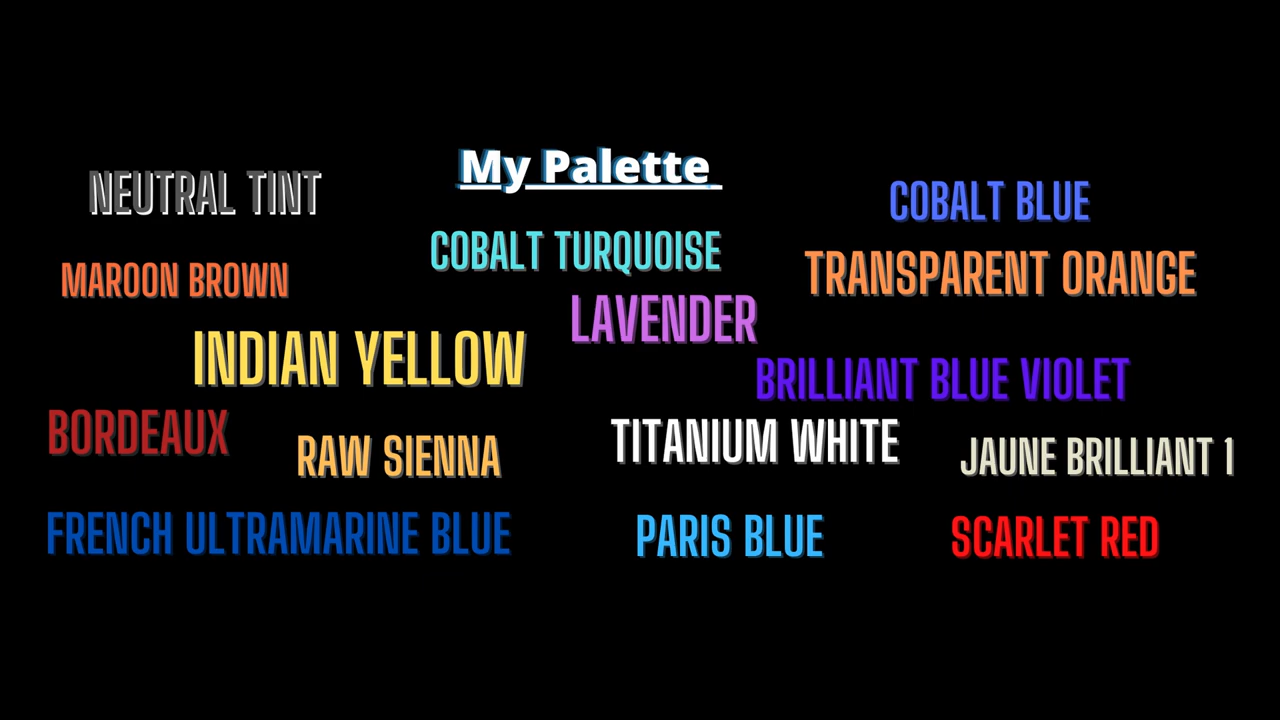 My Palette
NEUTRAL TINT
COBALT BLUE
COBALT TURQUOISE
MAROON BROWN
TRANSPARENT ORANGE
LAVENDER
INDIAN YELLOW
BRILLIANT BLUE VIOLET
BORDEAUX
RAW SIENNA
TITANIUM WHITE
JAUNE BRILLIANT 1
FRENCH ULTRAMARINE BLUE
PARIS BLUE
SCARLET RED